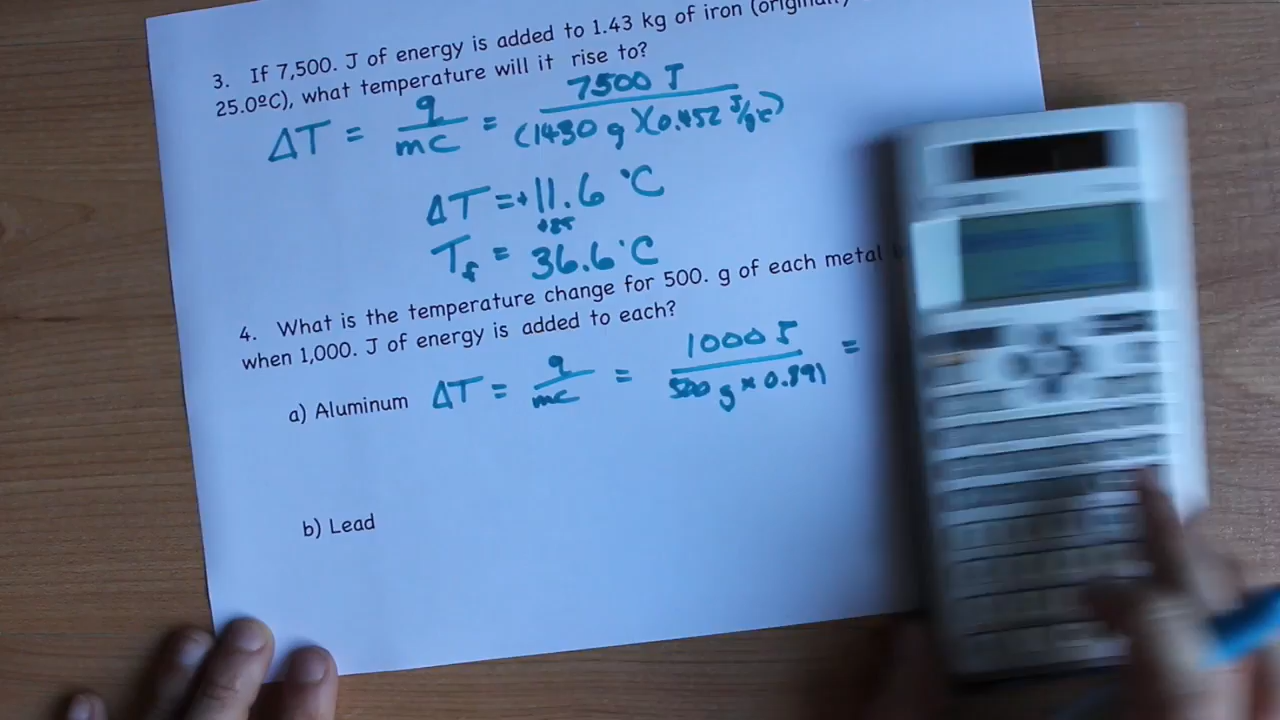 3. If 7,500. J of energy is added to 1.43 kg of iron (originally
25.0ºC), what temperature will it rise to?
ΔT = q/mc = 7500 J/(1430 g)(0.452 J/g°C)
ΔT = +11.6 °C
+25
Tf = 36.6 °C
4. What is the temperature change for 500. g of each metal
when 1,000. J of energy is added to each?
a) Aluminum ΔT = q/mc = 1000 J/500 g × 0.891 =
b) Lead